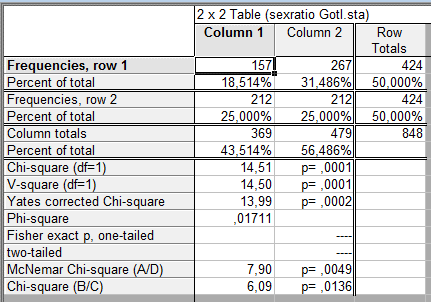 2 x 2 Table (sexratio Gotl.sta)
Column 1 Column 2 Row Totals
Frequencies, row 1 157 267 424
Percent of total 18,514% 31,486% 50,000%
Frequencies, row 2 212 212 424
Percent of total 25,000% 25,000% 50,000%
Column totals 369 479 848
Percent of total 43,514% 56,486%
Chi-square (df=1) 14,51 p= ,0001
V-square (df=1) 14,50 p= ,0001
Yates corrected Chi-square 13,99 p= ,0002
Phi-square ,01711
Fisher exact p, one-tailed ----
two-tailed ----
McNemar Chi-square (A/D) 7,90 p= ,0049
Chi-square (B/C) 6,09 p= ,0136